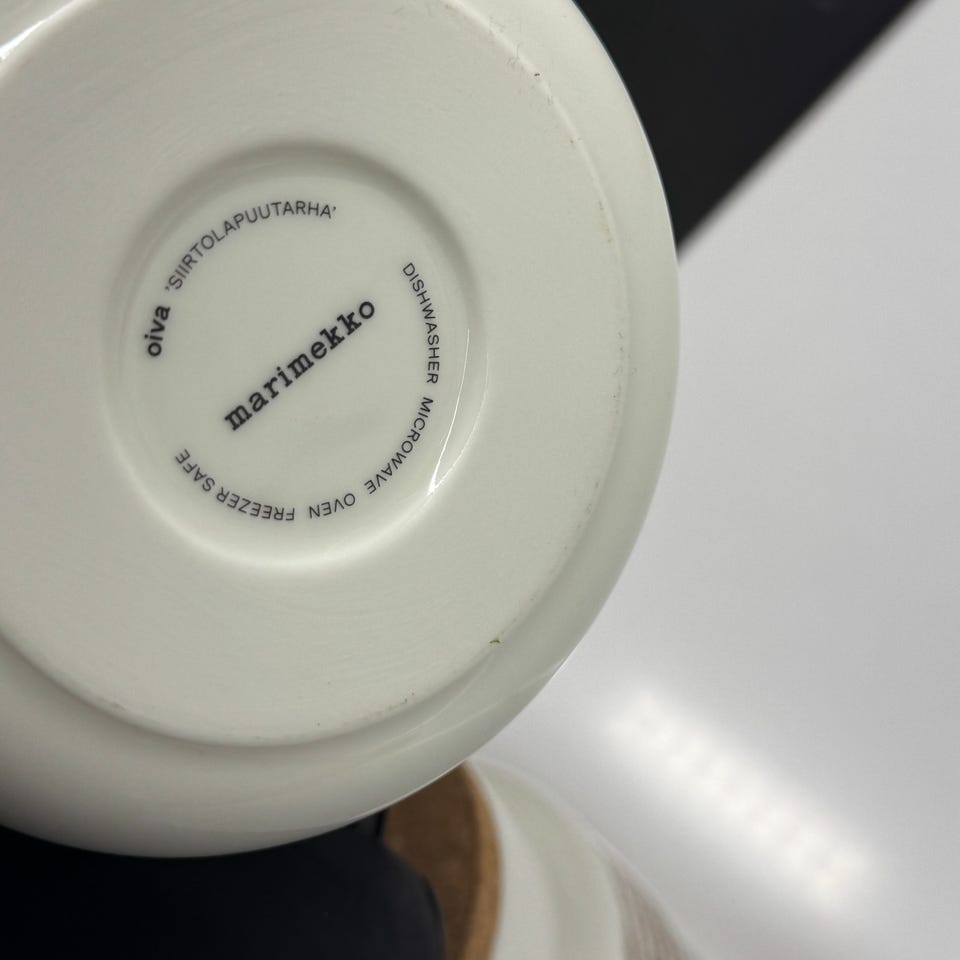 oiva 'SIIRTOLAPUUTARHA'
marimekko
DISHWASHER MICROWAVE OVEN FREEZER SAFE